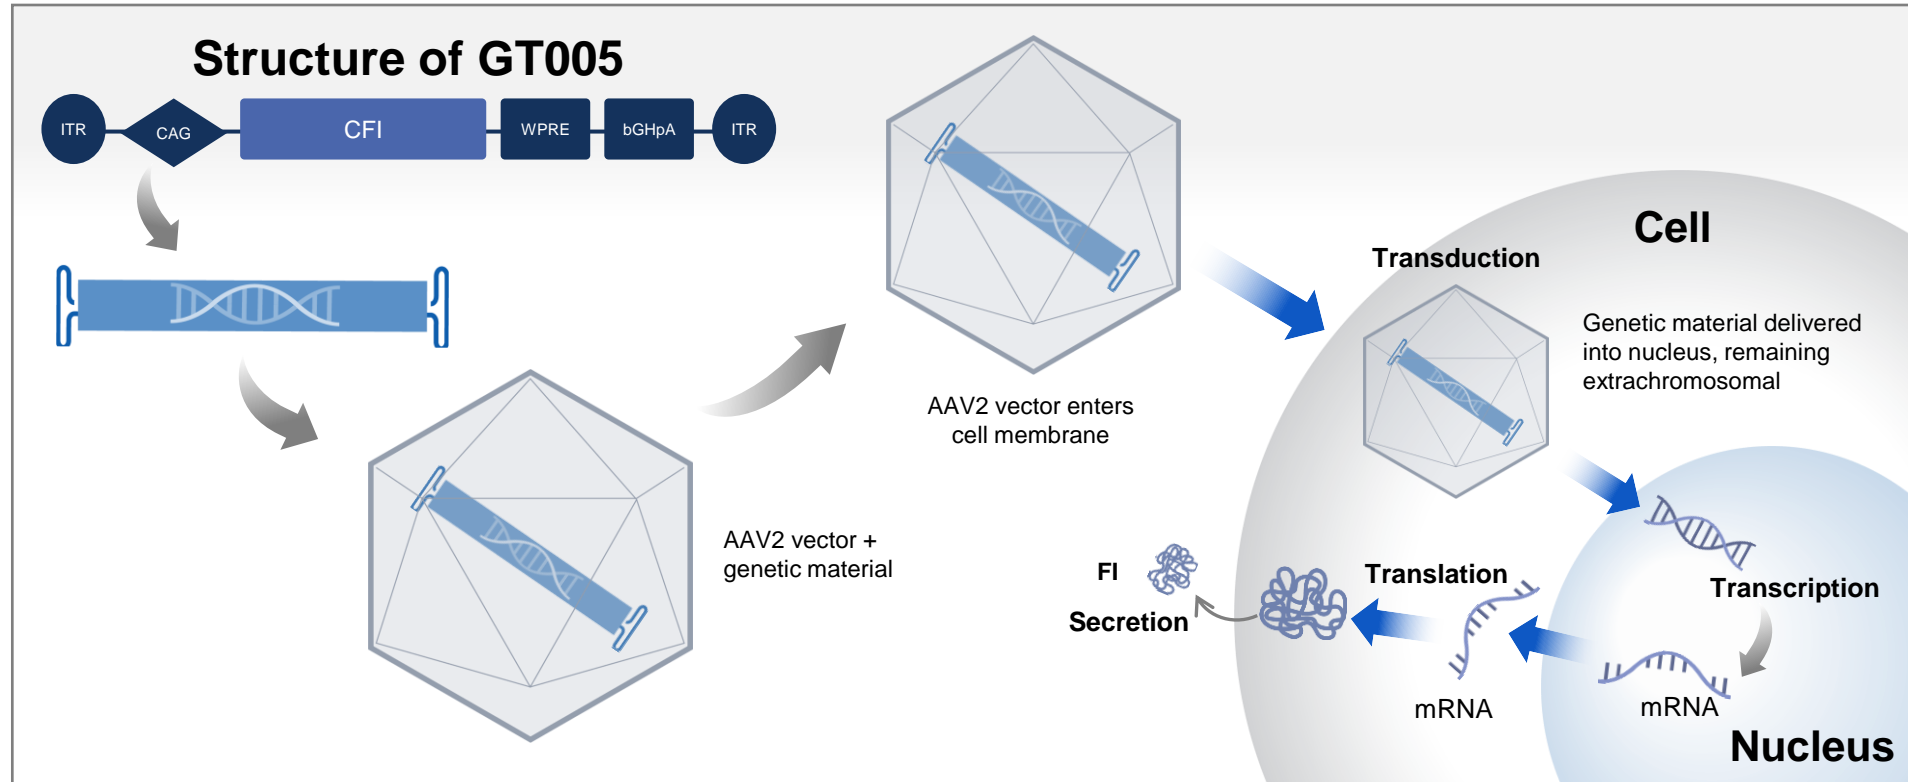 Structure of GT005
ITR
CAG
CFI
WPRE
bGHpA
ITR
AAV2 vector +
genetic material
AAV2 vector enters
cell membrane
Cell
Transduction
Genetic material delivered
into nucleus, remaining
extrachromosomal
Transcription
mRNA
Nucleus
Translation
mRNA
FI
Secretion